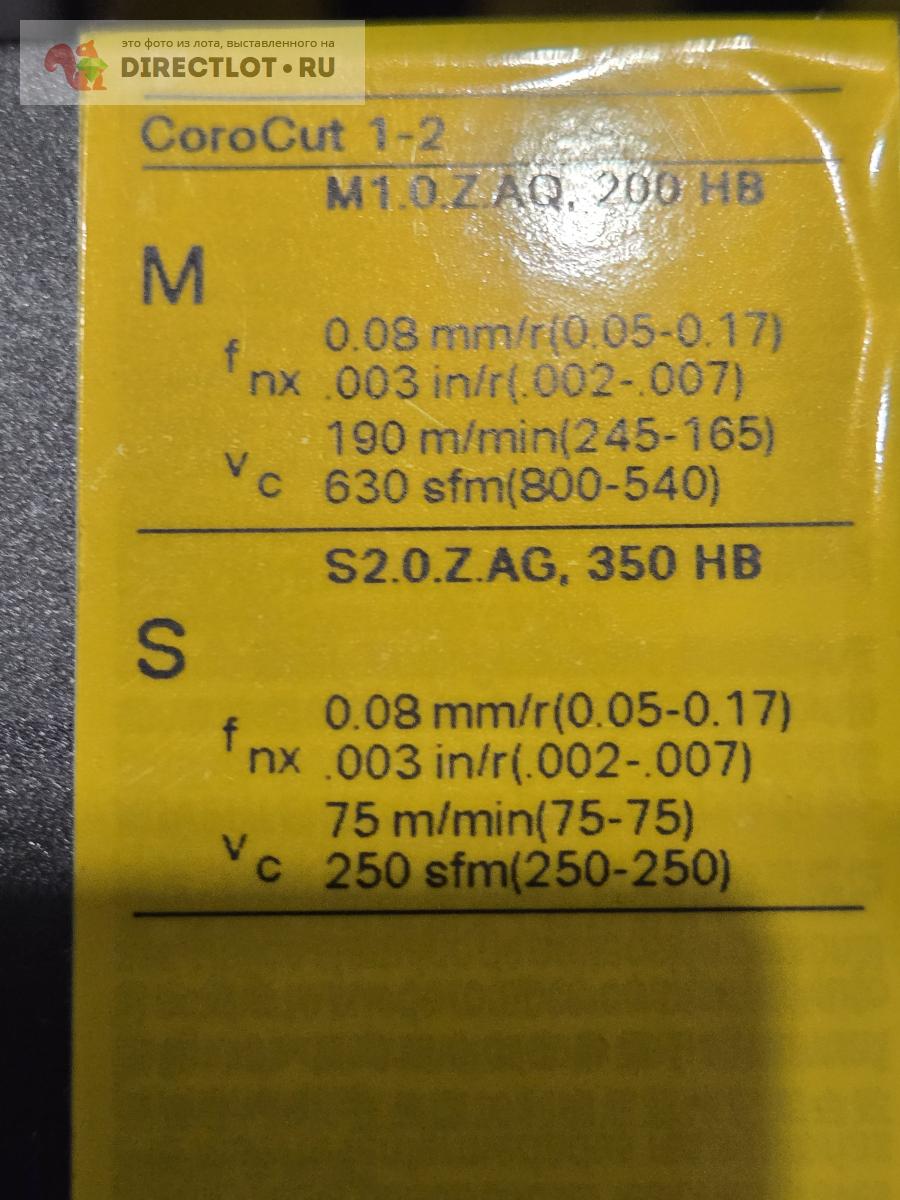 это фото из лота, выставленного на
DIRECTLOT•RU
CoroCut 1-2
M1.0.Z.AQ, 200 HB
M
f nx 0.08 mm/r(0.05-0.17)
.003 in/r(.002-.007)
v c 190 m/min(245-165)
630 sfm(800-540)
S2.0.Z.AG, 350 HB
S
f nx 0.08 mm/r(0.05-0.17)
.003 in/r(.002-.007)
v c 75 m/min(75-75)
250 sfm(250-250)